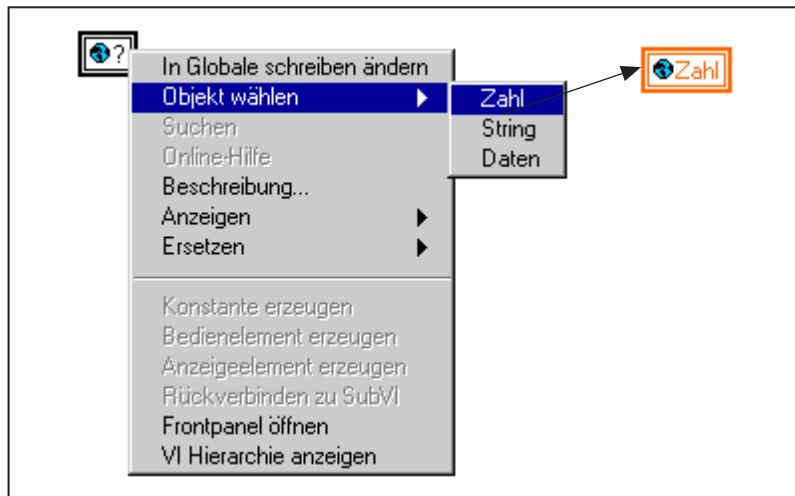 ?
In Globale schreiben ändern
Objekt wählen
Suchen
Online-Hilfe
Beschreibung...
Anzeigen
Ersetzen
Konstante erzeugen
Bedienelement erzeugen
Anzeigeelement erzeugen
Rückverbinden zu SubVI
Frontpanel öffnen
VI Hierarchie anzeigen
Zahl
String
Daten
Zahl